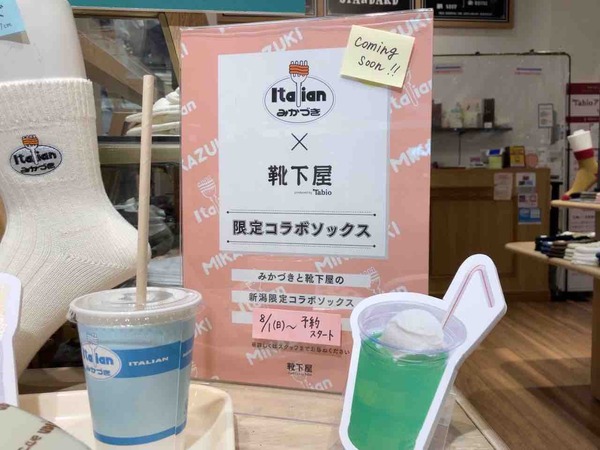 STANDARD
Coming
Soon!!
MIKAZUKI
Italian
みかづき
×
靴下屋
Tabio
限定コラボソックス
みかづきと靴下屋の
新潟限定コラボソックス
8/1(日)〜予約
スタート
靴下屋
Italian
みかづき
Italian
みかづき
ITALIAN
Tabio